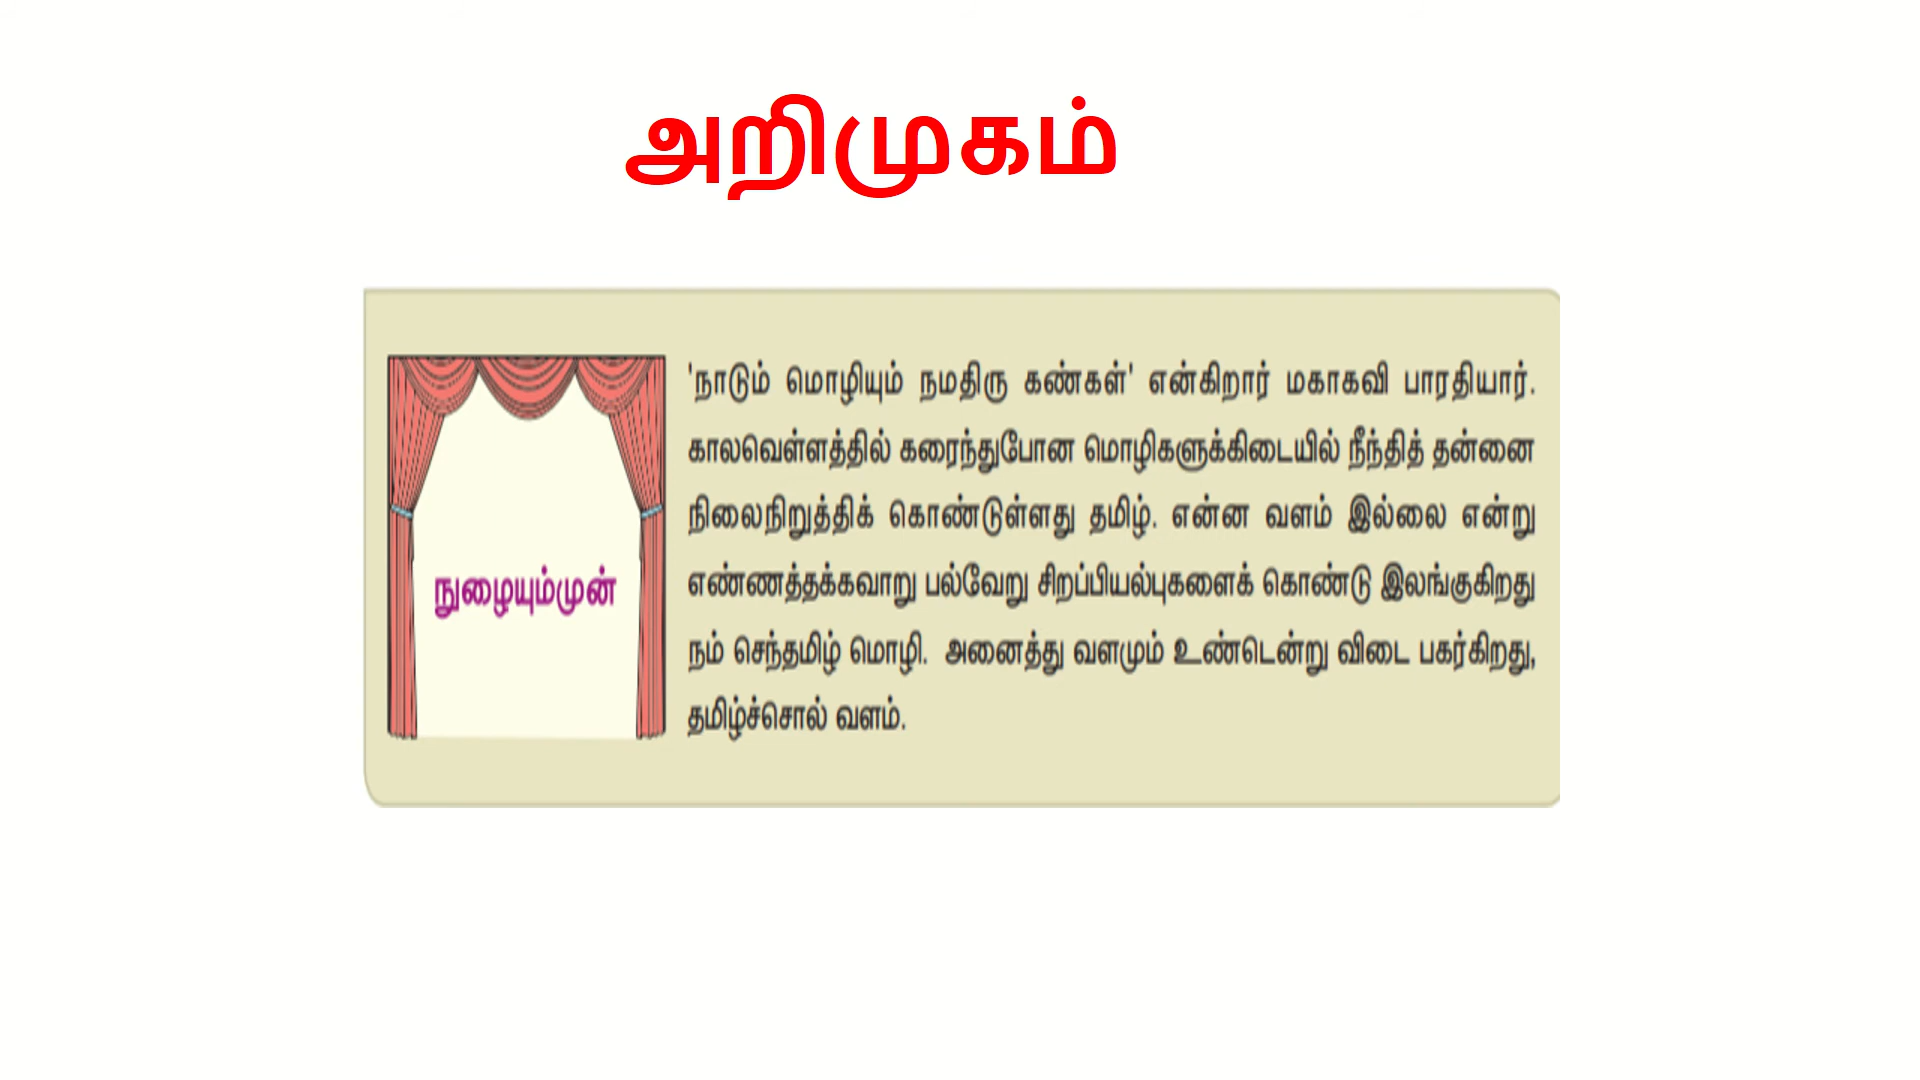 அறிமுகம்
நுழையும்முன்
'நாடும் மொழியும் நமதிரு கண்கள்' என்கிறார் மகாகவி பாரதியார்.
காலவெள்ளத்தில் கரைந்துபோன மொழிகளுக்கிடையில் நீந்தித் தன்னை
நிலைநிறுத்திக் கொண்டுள்ளது தமிழ். என்ன வளம் இல்லை என்று
எண்ணத்தக்கவாறு பல்வேறு சிறப்பியல்புகளைக் கொண்டு இலங்குகிறது
நம் செந்தமிழ் மொழி. அனைத்து வளமும் உண்டென்று விடை பகர்கிறது,
தமிழ்ச்சொல் வளம்.